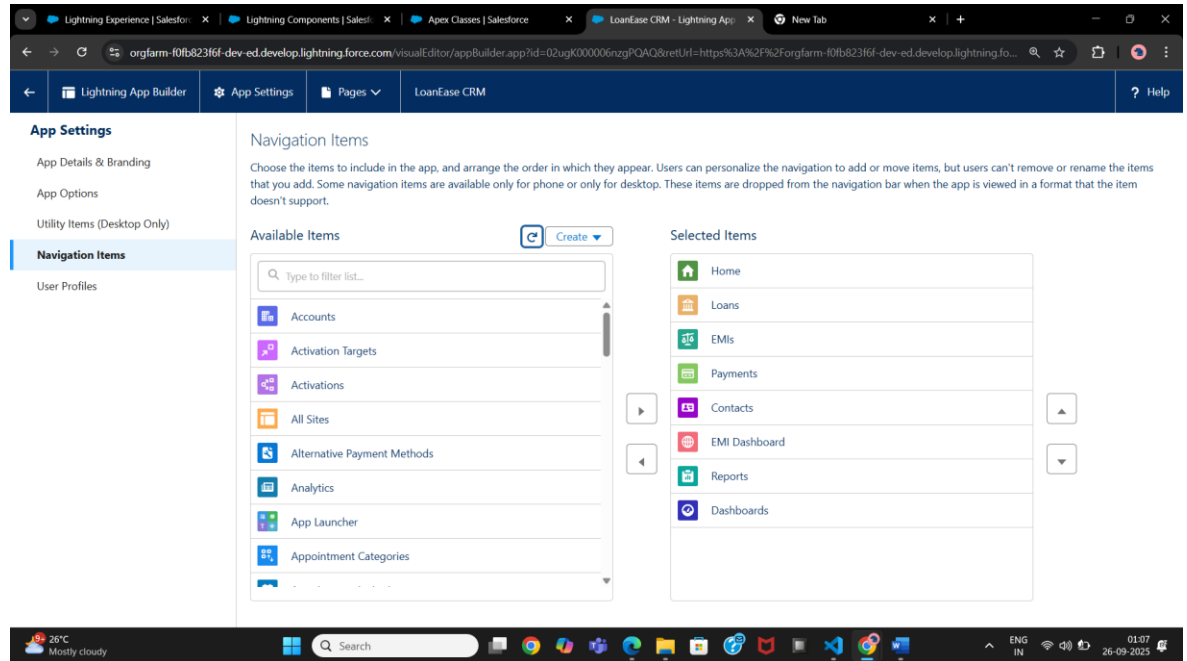 Lightning Experience | Salesforc
Lightning Components | Salesfo
Apex Classes | Salesforce
LoanEase CRM - Lightning App
New Tab
orgfarm-f0fb823f6f-dev-ed.develop.lightning.force.com/visualEditor/appBuilder.app?id=02ugK000006nzgPQAQ&retUrl=https%3A%2F%2Forgfarm-f0fb823f6f-dev-ed.develop.lightning.fo...
Lightning App Builder
App Settings
Pages
LoanEase CRM
? Help
App Settings
App Details & Branding
App Options
Utility Items (Desktop Only)
Navigation Items
User Profiles
Navigation Items
Choose the items to include in the app, and arrange the order in which they appear. Users can personalize the navigation to add or move items, but users can't remove or rename the items
that you add. Some navigation items are available only for phone or only for desktop. These items are dropped from the navigation bar when the app is viewed in a format that the item
doesn't support.
Available Items
Create
Type to filter list...
Accounts
Activation Targets
Activations
All Sites
Alternative Payment Methods
Analytics
App Launcher
Appointment Categories
Selected Items
Home
Loans
EMIs
Payments
Contacts
EMI Dashboard
Reports
Dashboards
9+
26°C
Mostly cloudy
Search
ENG
IN
01:07
26-09-2025